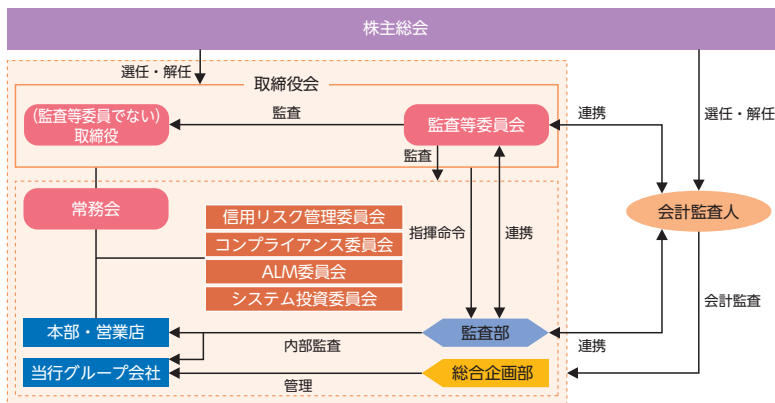 株主総会
選任・解任
取締役会
(監査等委員でない)
取締役
監査
監査等委員会
連携
選任・解任
監査
常務会
信用リスク管理委員会
コンプライアンス委員会
ALM委員会
システム投資委員会
指揮命令
連携
会計監査人
会計監査
本部・営業店
内部監査
監査部
連携
当行グループ会社
管理
総合企画部